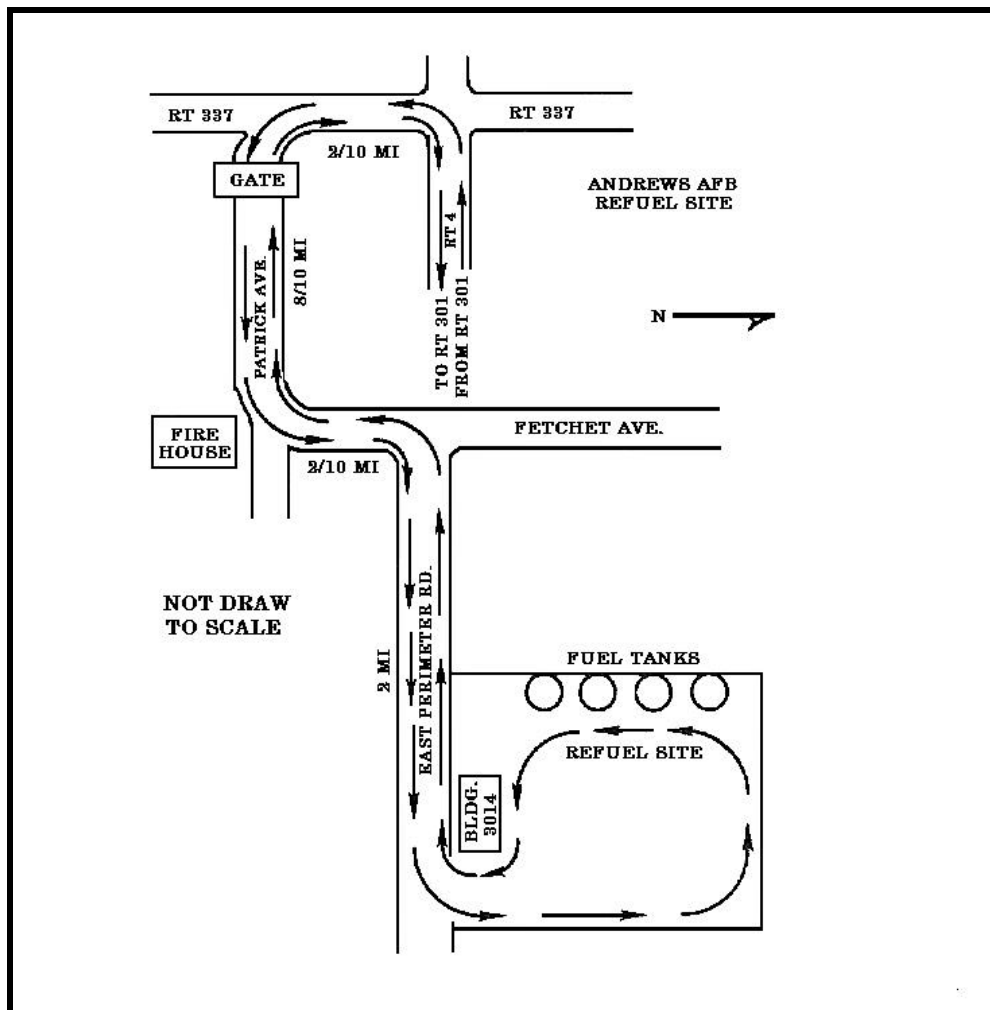 RT 337
RT 337
2/10 MI
GATE
ANDREWS AFB
REFUEL SITE
RT 4
8/10 MI
PATRICK AVE.
TO RT 301
FROM RT 301
N
FETCHET AVE.
FIRE
HOUSE
2/10 MI
NOT DRAW
TO SCALE
2 MI
EAST PERIMETER RD.
FUEL TANKS
REFUEL SITE
BLDG.
3014